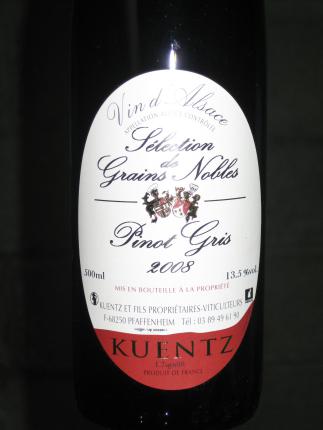 Vin d'Alsace
APPELLATION ALSACE CONTRÔLÉE
Sélection
de
Grains Nobles
Pinot Gris
2008
500ml
13.5 %vol.
MIS EN BOUTEILLE À LA PROPRIÉTÉ
KUENTZ ET FILS PROPRIÉTAIRES-VITICULTEURS
F-68250 PFAFFENHEIM Tél : 03 89 49 61 90
KUENTZ
PRODUIT DE FRANCE